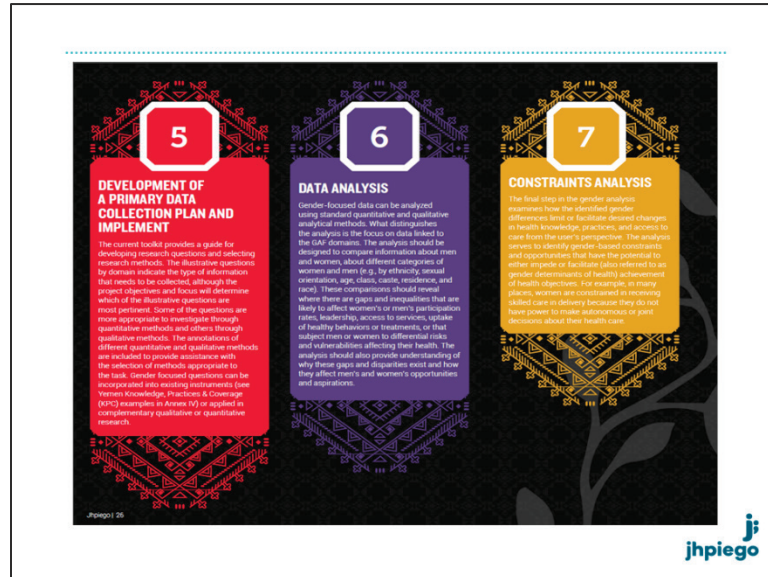 5
DEVELOPMENT OF
A PRIMARY DATA
COLLECTION PLAN AND
IMPLEMENT
The current toolkit provides a guide for
developing research questions and selecting
research methods. The illustrative questions
by domain indicate the type of information
that needs to be collected, although the
project objectives and focus will determine
which of the illustrative questions are
most pertinent. Some of the questions are
more appropriate to investigate through
quantitative methods and others through
qualitative methods. The annotations of
different quantitative and qualitative methods
are included to provide assistance with
the selection of methods appropriate to
the task. Gender focused questions can be
incorporated into existing instruments (see
Yemen Knowledge, Practices & Coverage
(KPC) examples in Annex IV) or applied in
complementary qualitative or quantitative
research.
6
DATA ANALYSIS
Gender-focused data can be analyzed
using standard quantitative and qualitative
analytical methods. What distinguishes
the analysis is the focus on data linked to
the GAF domains. The analysis should be
designed to compare information about men
and women, about different categories of
women and men (e.g., by ethnicity, sexual
orientation, age, class, caste, residence, and
race). These comparisons should reveal
where there are gaps and inequalities that are
likely to affect women's or men's participation
rates, leadership, access to services, uptake
of healthy behaviors or treatments, or that
subject men or women to differential risks
and vulnerabilities affecting their health. The
analysis should also provide understanding of
why these gaps and disparities exist and how
they affect men's and women's opportunities
and aspirations.
7
CONSTRAINTS ANALYSIS
The final step in the gender analysis
examines how the identified gender
differences limit or facilitate desired changes
in health knowledge, practices, and access to
care from the user's perspective. The analysis
serves to identify gender-based constraints
and opportunities that have the potential to
either impede or facilitate (also referred to as
gender determinants of health) achievement
of health objectives. For example, in many
places, women are constrained in receiving
skilled care in delivery because they do not
have power to make autonomous or joint
decisions about their health care.
Jhpiego | 26
jhpiego